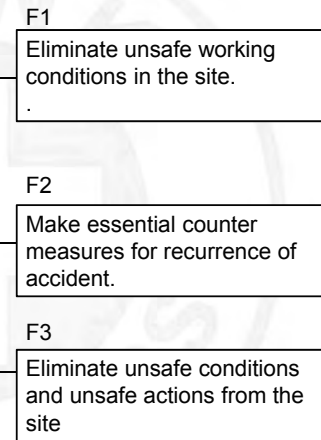 F1
Eliminate unsafe working
conditions in the site.
.
F2
Make essential counter
measures for recurrence of
accident.
F3
Eliminate unsafe conditions
and unsafe actions from the
site